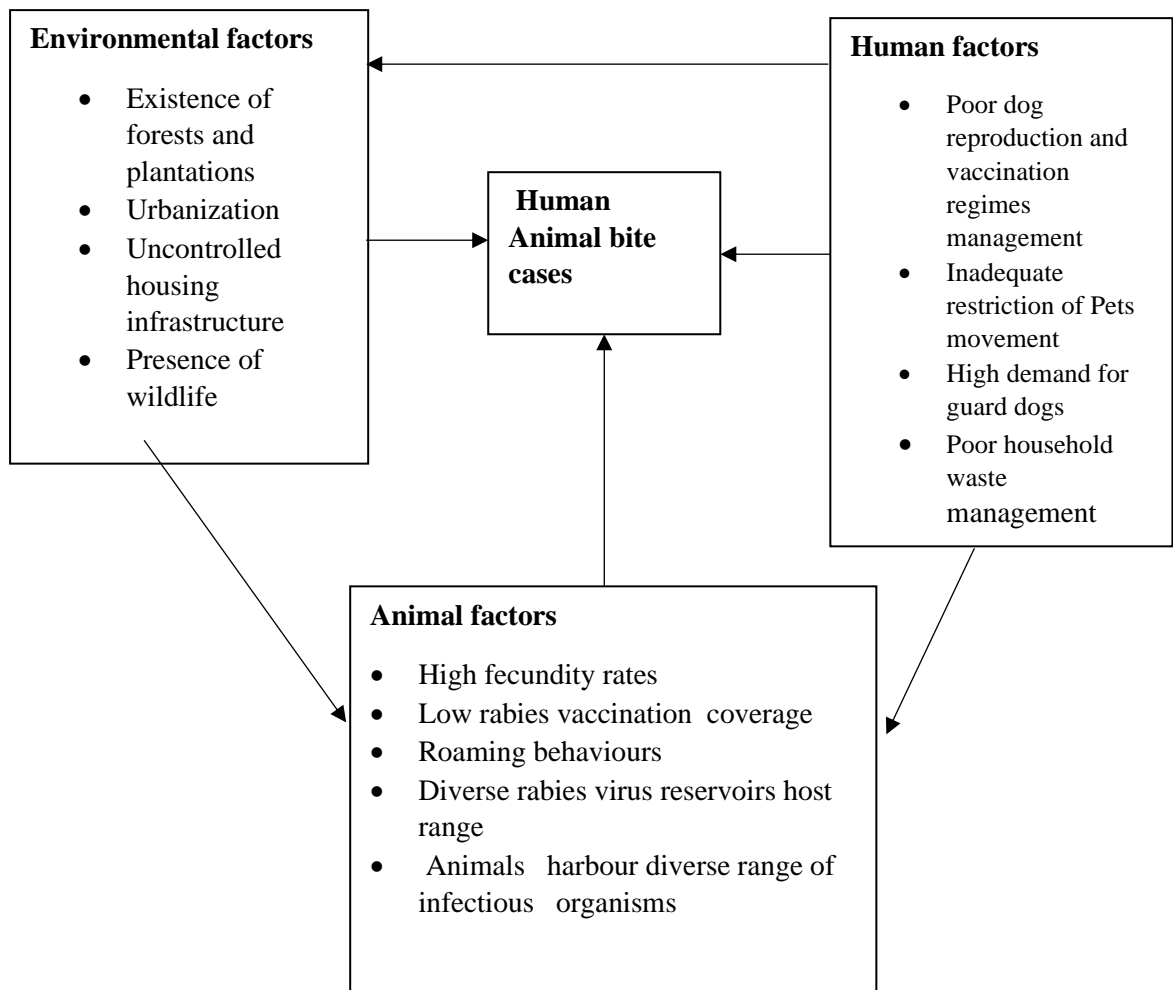 Environmental factors
• Existence of
forests and
plantations
• Urbanization
• Uncontrolled
housing
infrastructure
• Presence of
wildlife
Human
Animal bite
cases
Human factors
• Poor dog
reproduction and
vaccination
regimes
management
• Inadequate
restriction of Pets
movement
• High demand for
guard dogs
• Poor household
waste
management
Animal factors
• High fecundity rates
• Low rabies vaccination coverage
• Roaming behaviours
• Diverse rabies virus reservoirs host
range
• Animals harbour diverse range of
infectious organisms